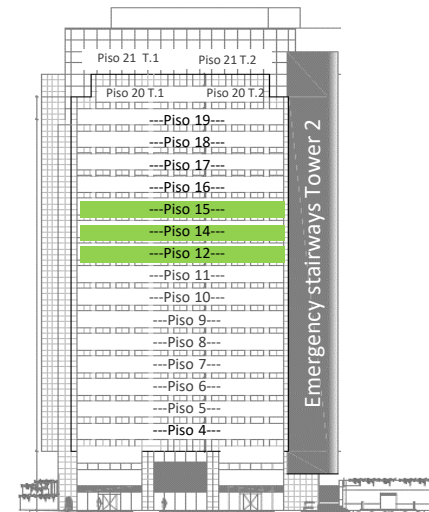 Piso 21 T.1 Piso 21 T.2
Piso 20 T.1 Piso 20 T.2
---Piso 19---
---Piso 18---
---Piso 17---
---Piso 16---
---Piso 15---
---Piso 14---
---Piso 12---
---Piso 11---
---Piso 10---
---Piso 9---
---Piso 8---
---Piso 7---
---Piso 6---
---Piso 5---
---Piso 4---
Emergency stairways Tower 2